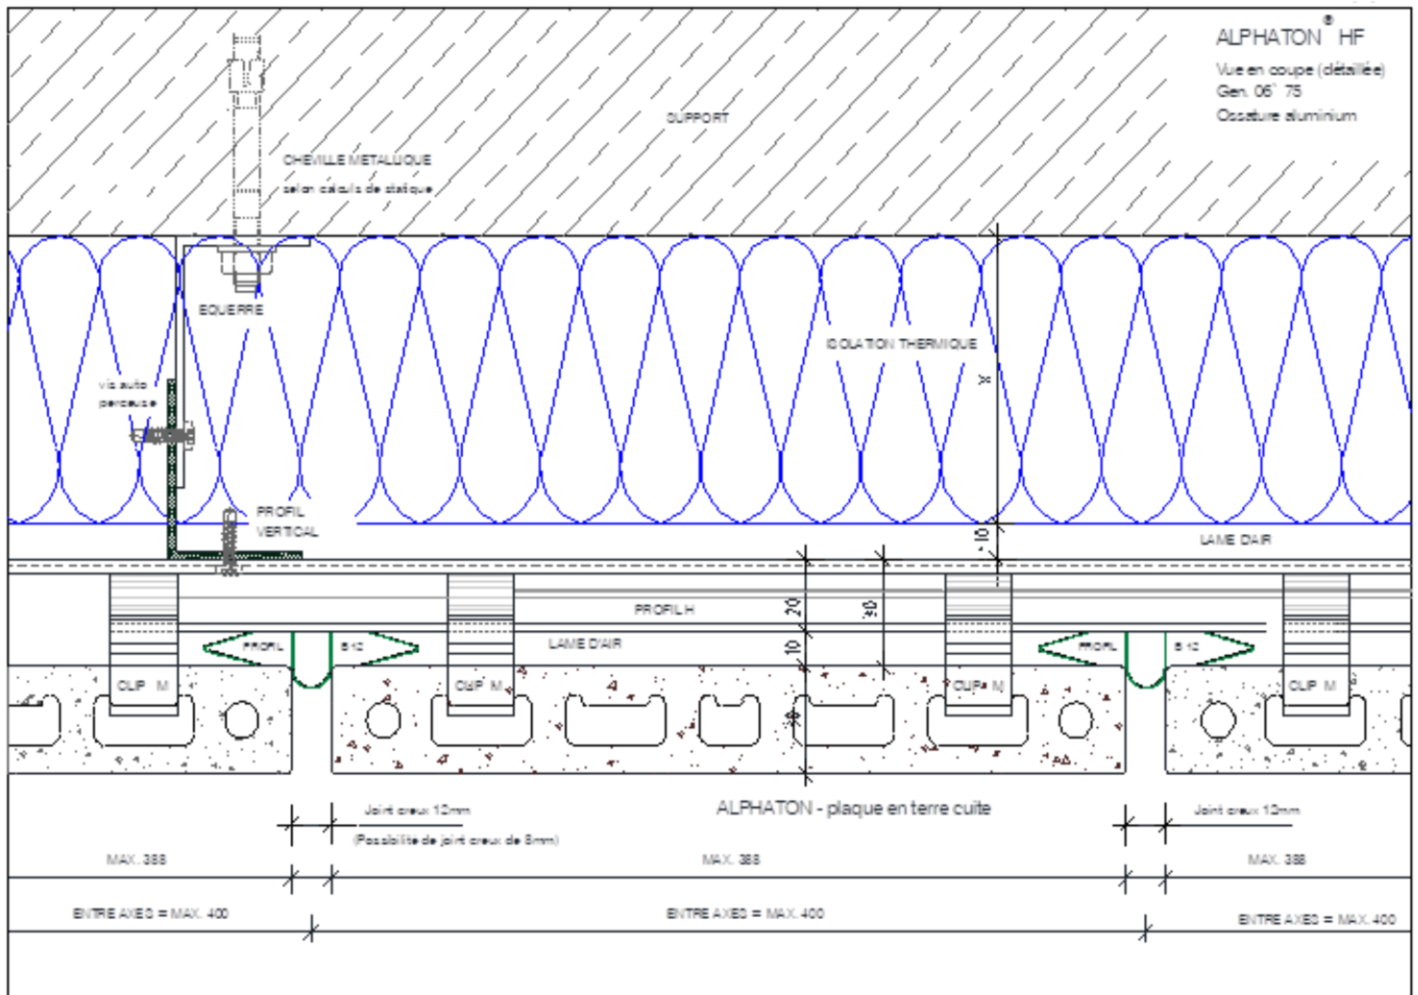 ALPHATON® HF
Vue en coupe (détaillée)
Gen. 06` 75
Ossature aluminium
SUPPORT
CHEVILLE METALLIQUE
selon calculs de statique
EQUERRE
ISOLATION THERMIQUE
X
vis auto
perceuse
PROFIL
VERTICAL
LAME D'AIR
20
PROFIL H
10
LAME D'AIR
PROFIL
B 12
PROFIL
B 12
CLIP M
CLIP M
CLIP M
CLIP M
Joint creux 12mm
ALPHATON - plaque en terre cuite
Joint creux 12mm
(Possibilité de joint creux de 8mm)
MAX. 388
MAX. 388
MAX. 388
ENTRE AXES = MAX. 400
ENTRE AXES = MAX. 400
ENTRE AXES = MAX. 400